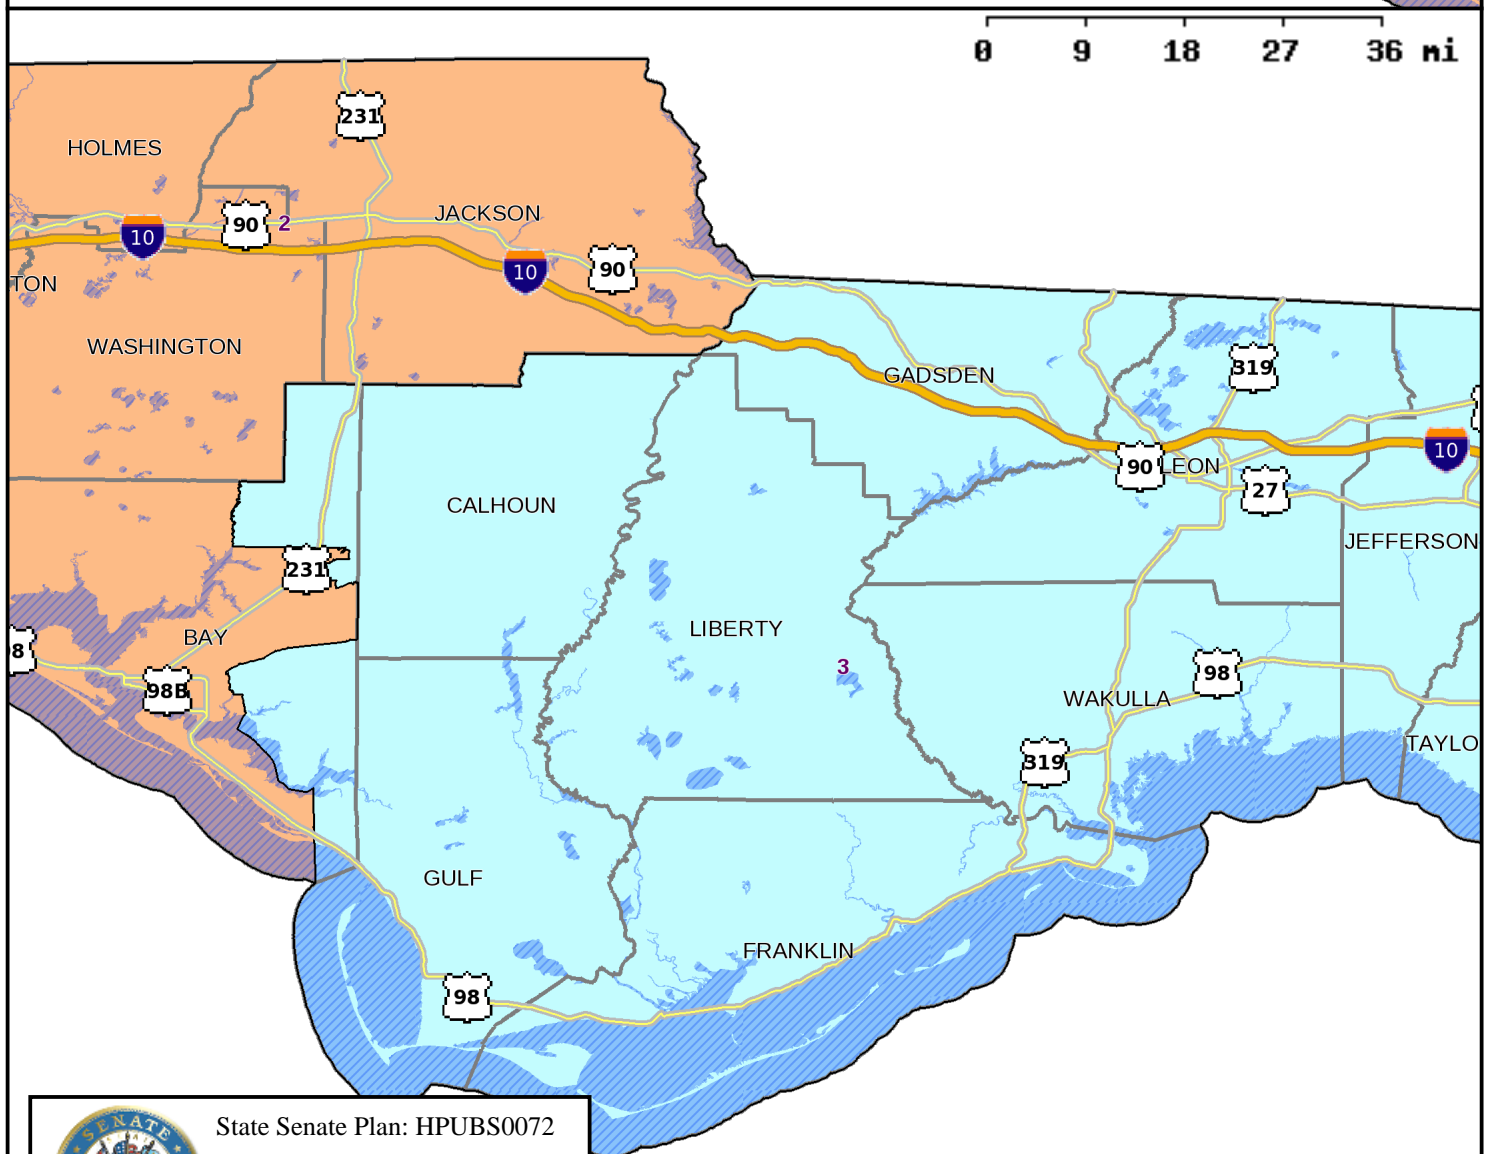 0 9 18 27 36 mi
231
HOLMES
JACKSON
90 2
10
10
90
TON
WASHINGTON
319
GADSDEN
90 LEON
10
27
CALHOUN
JEFFERSON
231
LIBERTY
BAY
98B
3
98
WAKULLA
319
TAYLO
GULF
FRANKLIN
98
State Senate Plan: HPUBS0072
SENATE